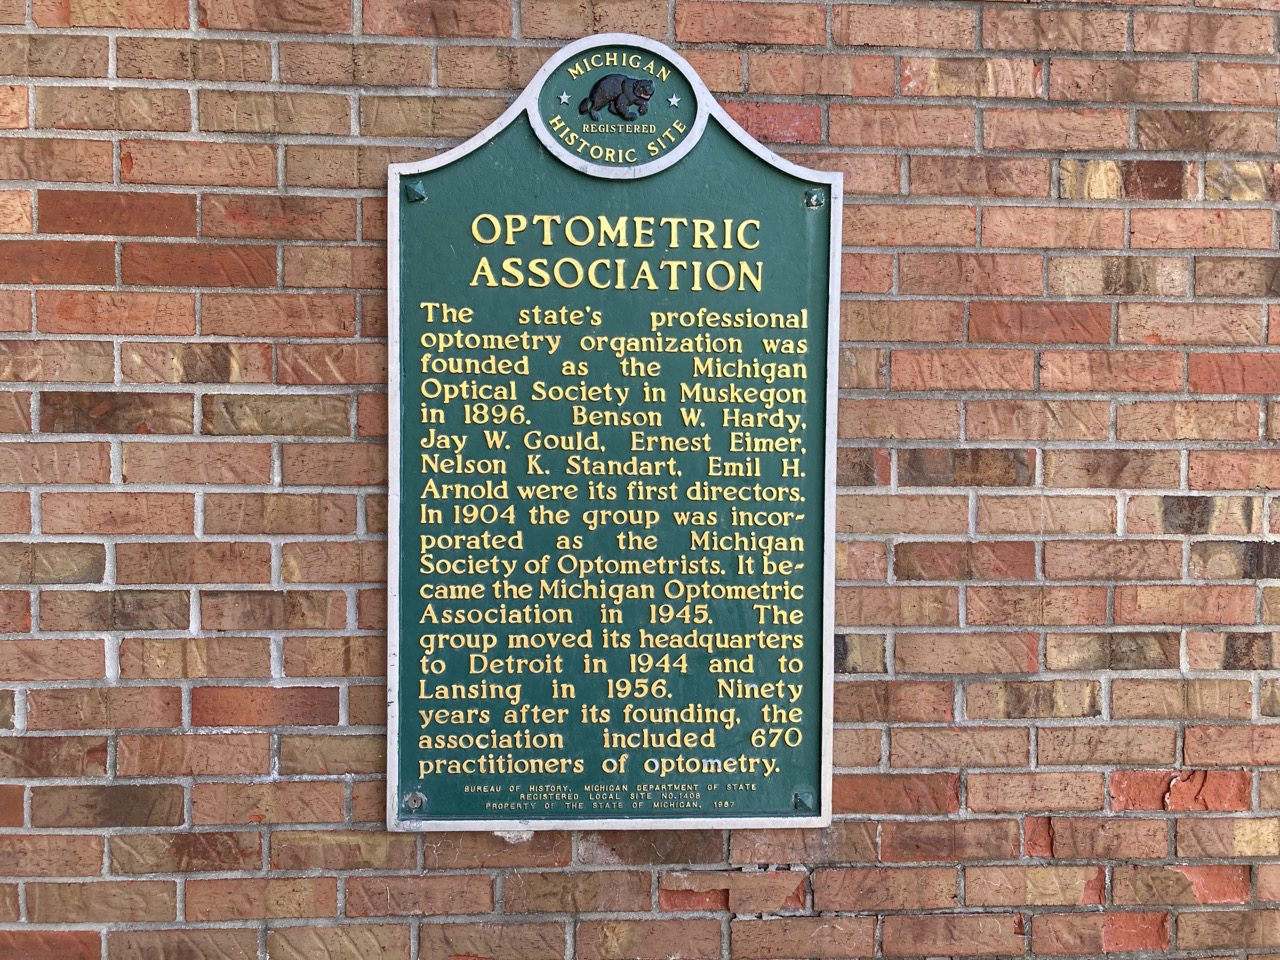 MICHIGAN
REGISTERED
HISTORIC SITE
OPTOMETRIC
ASSOCIATION
The state's professional
optometry organization was
founded as the Michigan
Optical Society in Muskegon
in 1896. Benson W. Hardy,
Jay W. Gould, Ernest Eimer,
Nelson K. Standart, Emil H.
Arnold were its first directors.
In 1904 the group was incor-
porated as the Michigan
Society of Optometrists. It be-
came the Michigan Optometric
Association in 1945. The
group moved its headquarters
to Detroit in 1944 and to
Lansing in 1956. Ninety
years after its founding, the
association included 670
practitioners of optometry.
BUREAU OF HISTORY, MICHIGAN DEPARTMENT OF STATE
REGISTERED LOCAL SITE NO. 1408
PROPERTY OF THE STATE OF MICHIGAN, 1987